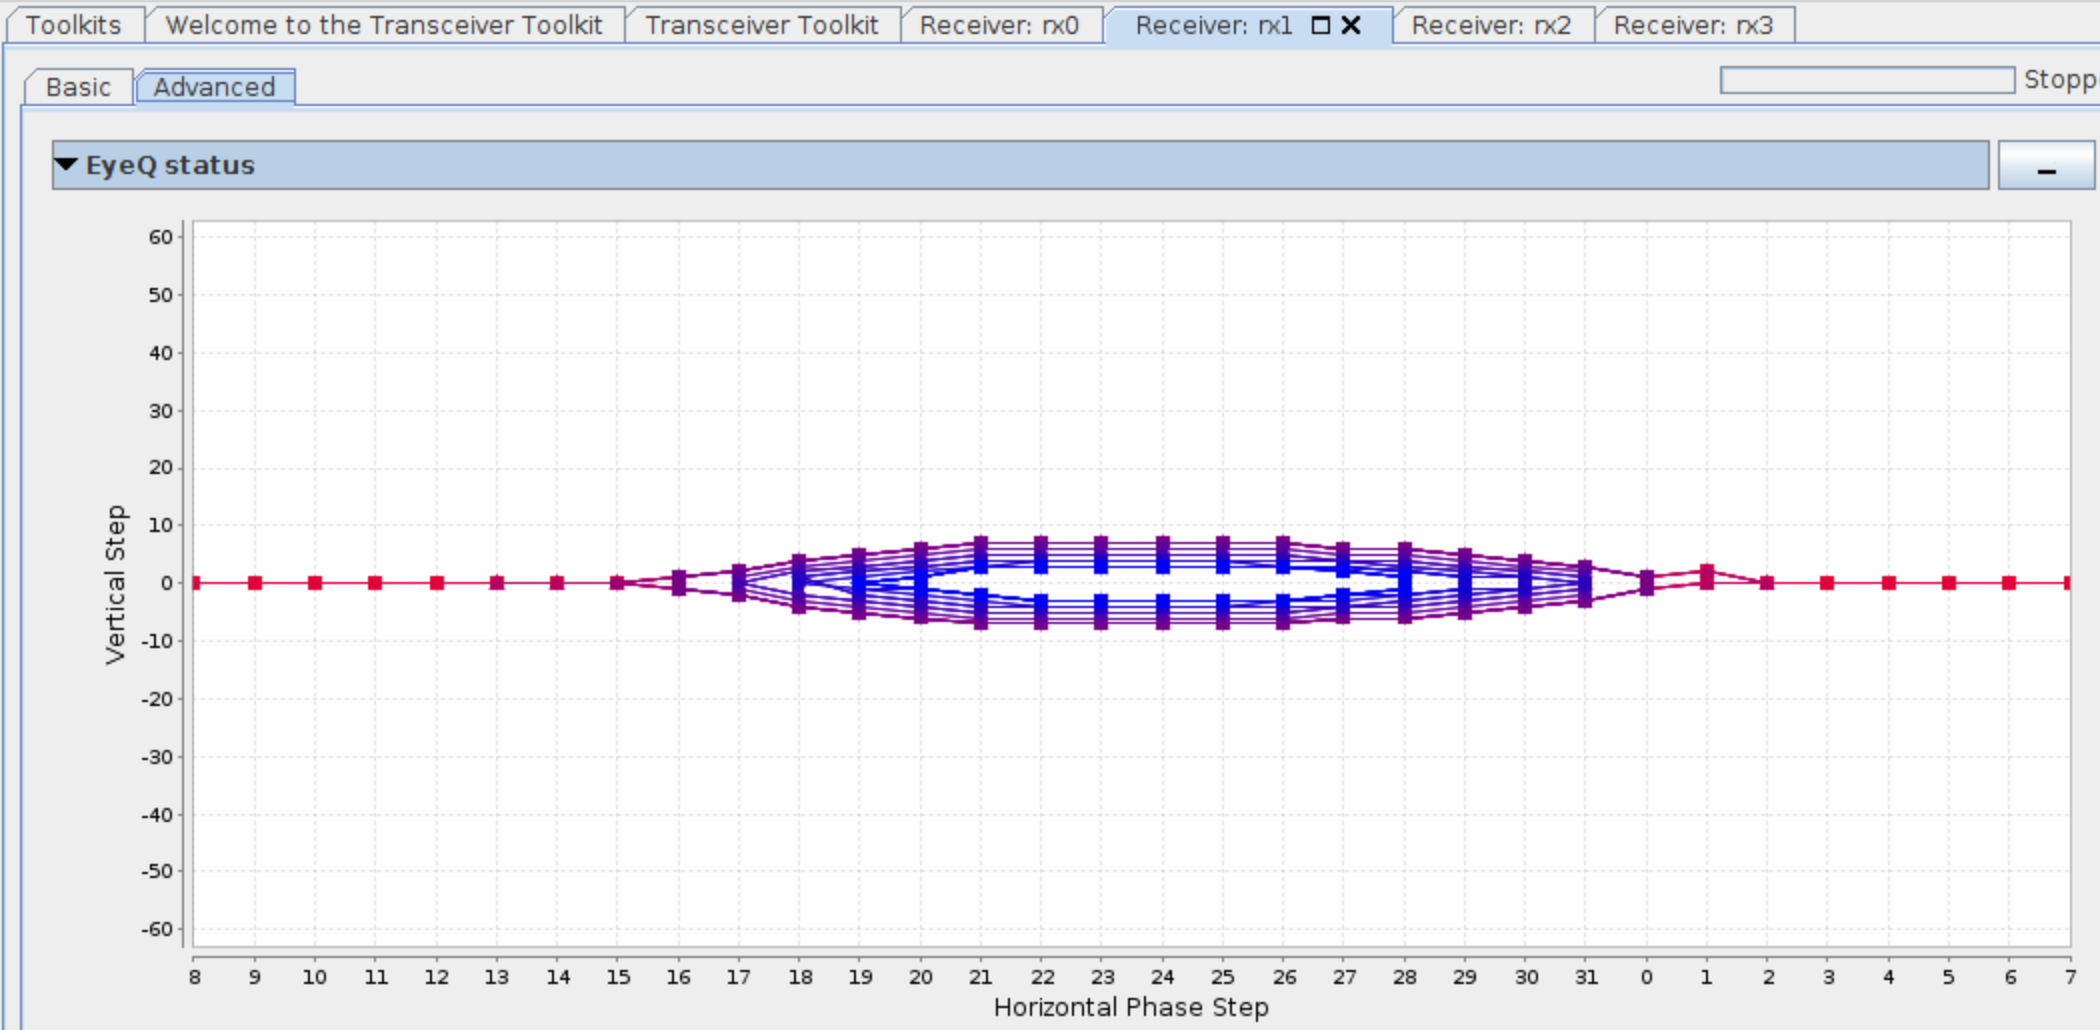 Toolkits Welcome to the Transceiver Toolkit Transceiver Toolkit Receiver: rx0 Receiver: rx1 Receiver: rx2 Receiver: rx3
Basic Advanced Stopp
EyeQ status
60
50
40
30
20
10
0
-10
-20
-30
-40
-50
-60
Vertical Step
8 9 10 11 12 13 14 15 16 17 18 19 20 21 22 23 24 25 26 27 28 29 30 31 0 1 2 3 4 5 6 7
Horizontal Phase Step